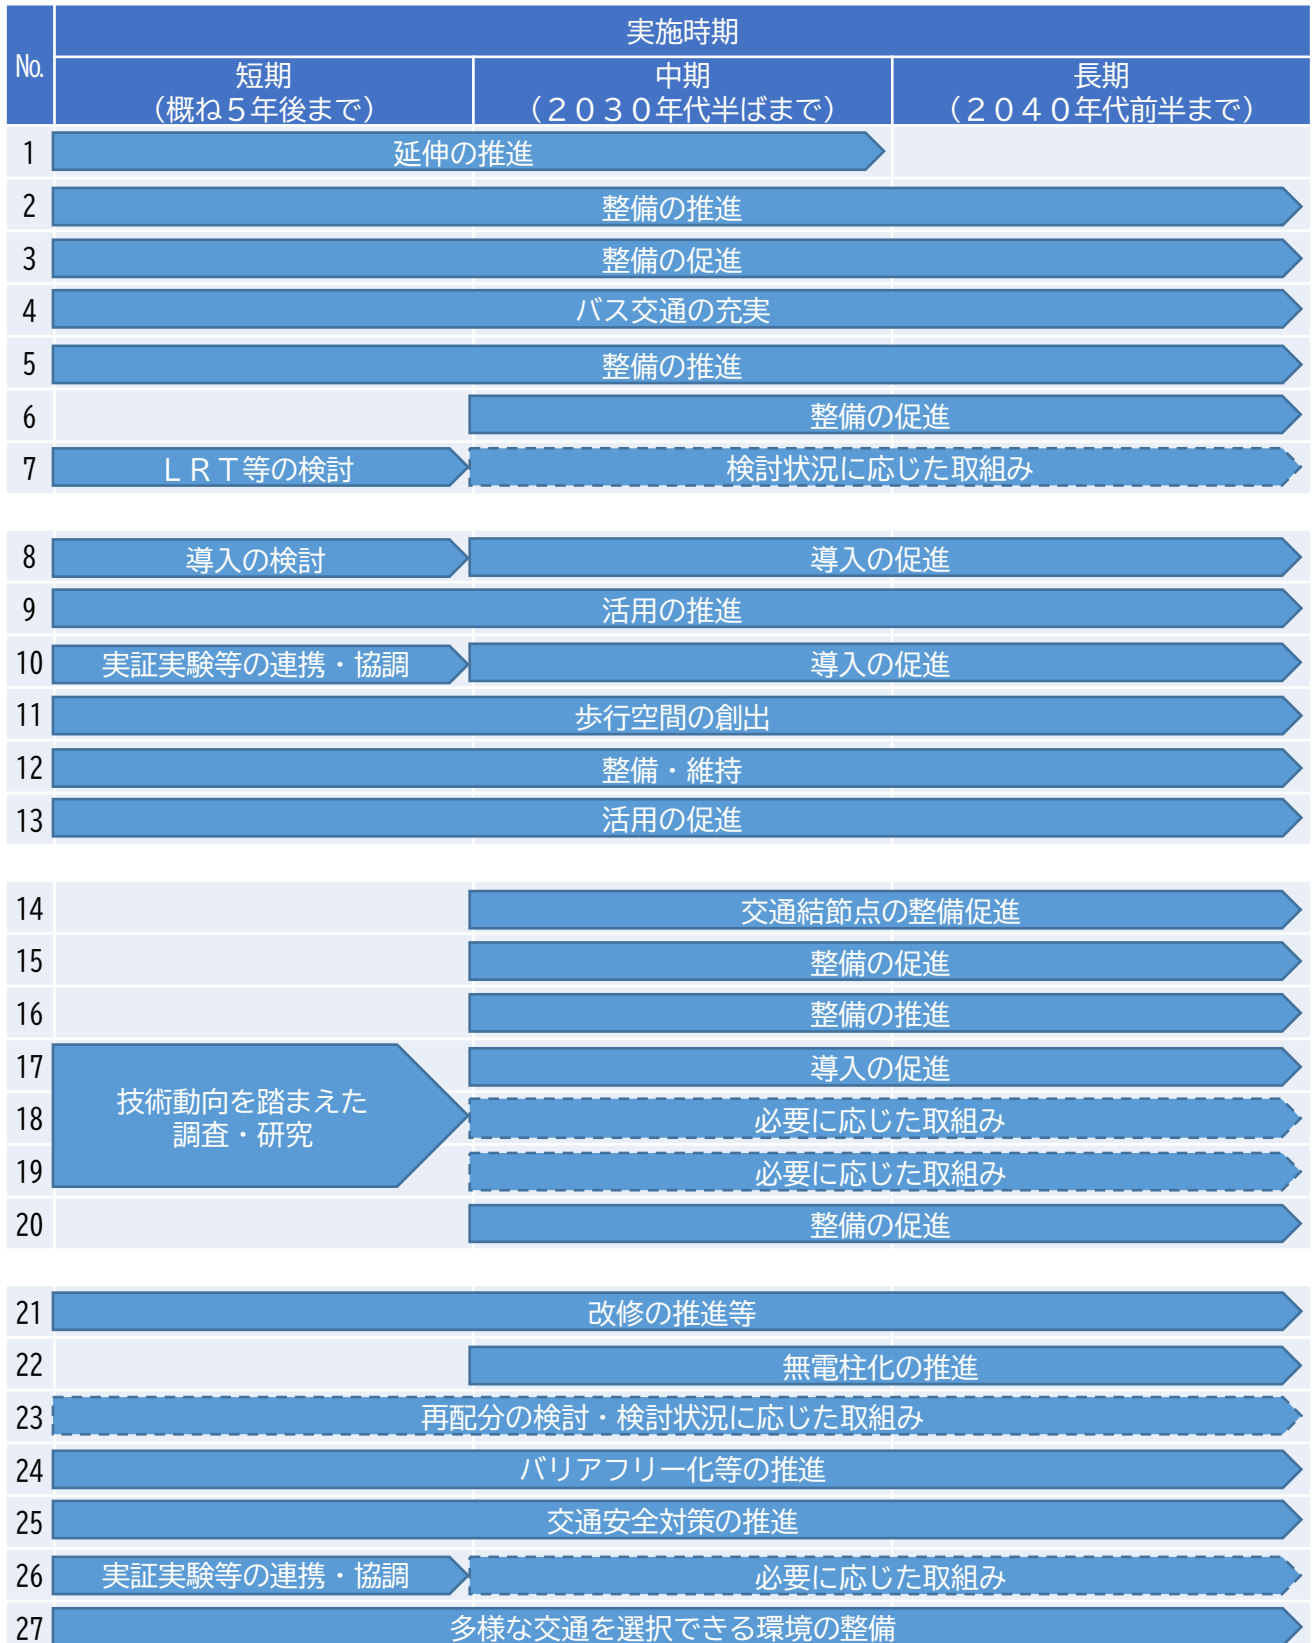 No.
実施時期
短期
（概ね５年後まで）
中期
（２０３０年代半ばまで）
長期
（２０４０年代前半まで）
1 延伸の推進
2 整備の推進
3 整備の促進
4 バス交通の充実
5 整備の推進
6 整備の促進
7 ＬＲＴ等の検討 検討状況に応じた取組み
8 導入の検討 導入の促進
9 活用の推進
10 実証実験等の連携・協調 導入の促進
11 歩行空間の創出
12 整備・維持
13 活用の促進
14 交通結節点の整備促進
15 整備の促進
16 整備の推進
17 導入の促進
技術動向を踏まえた
調査・研究
18 必要に応じた取組み
19 必要に応じた取組み
20 整備の促進
21 改修の推進等
22 無電柱化の推進
23 再配分の検討・検討状況に応じた取組み
24 バリアフリー化等の推進
25 交通安全対策の推進
26 実証実験等の連携・協調 必要に応じた取組み
27 多様な交通を選択できる環境の整備